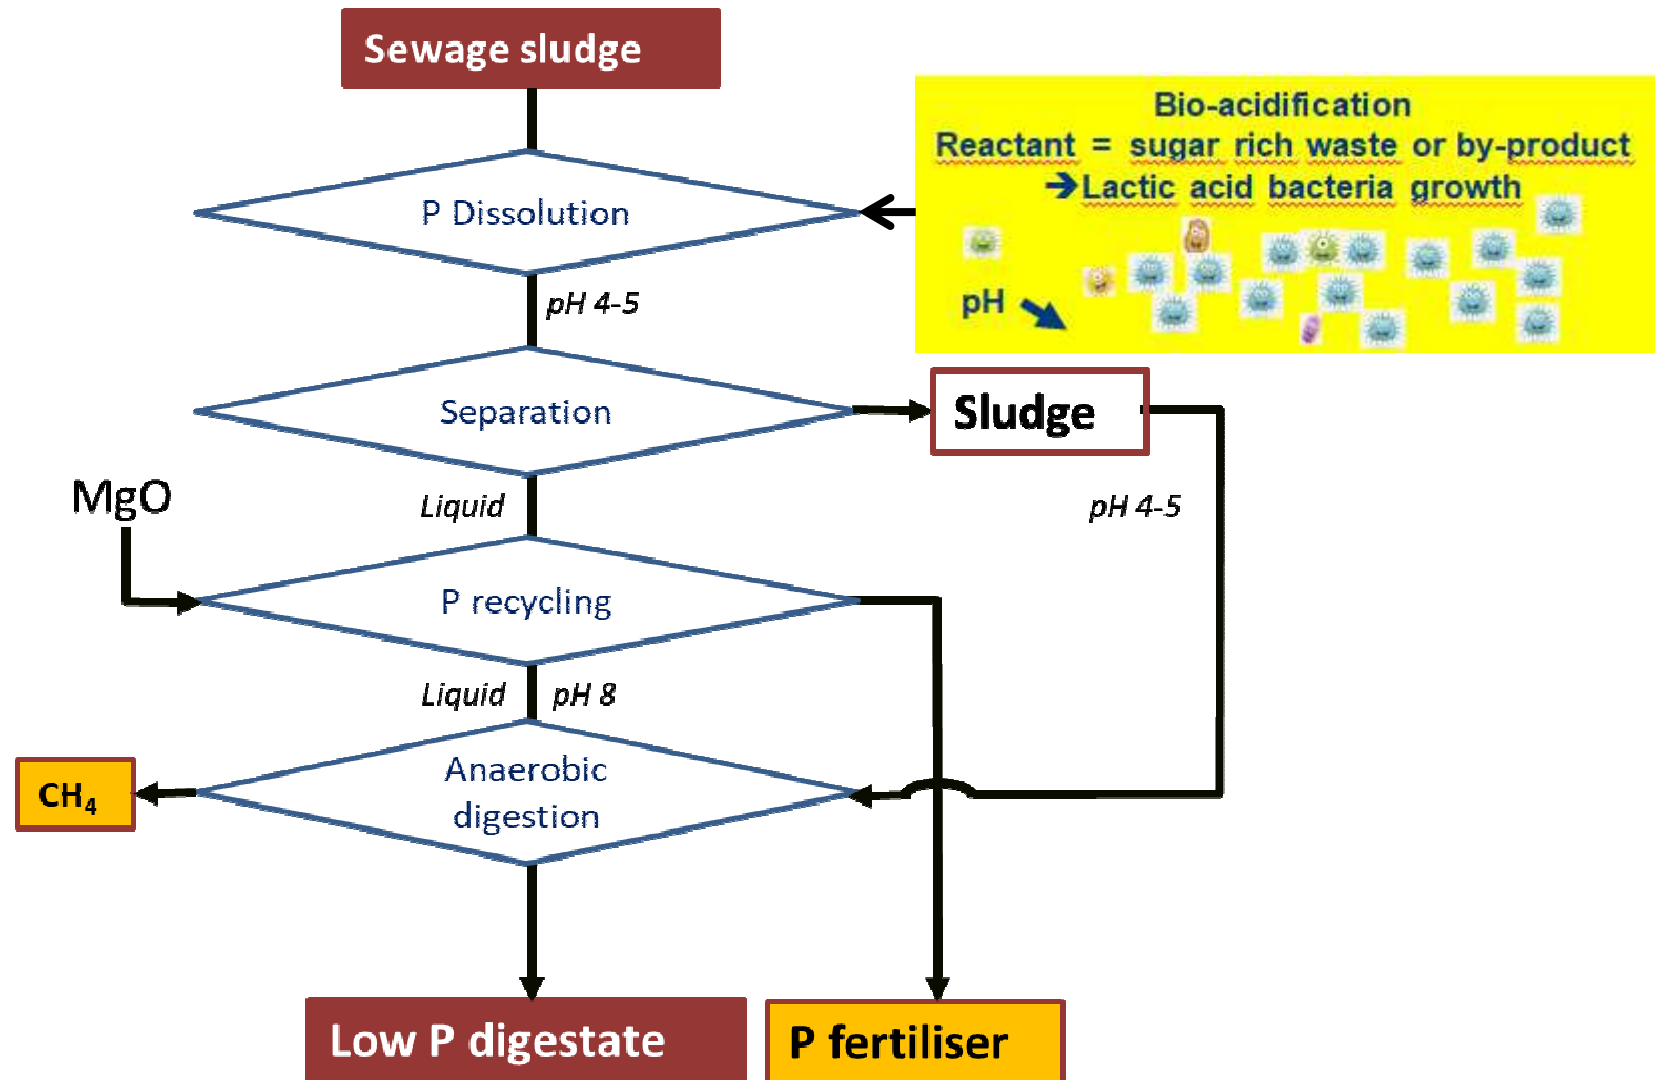 Sewage sludge
Bio-acidification
Reactant = sugar rich waste or by-product
➔Lactic acid bacteria growth
P Dissolution
pH
pH 4-5
Separation
Sludge
MgO
Liquid
pH 4-5
P recycling
Liquid pH 8
Anaerobic
digestion
CH₄
Low P digestate
P fertiliser